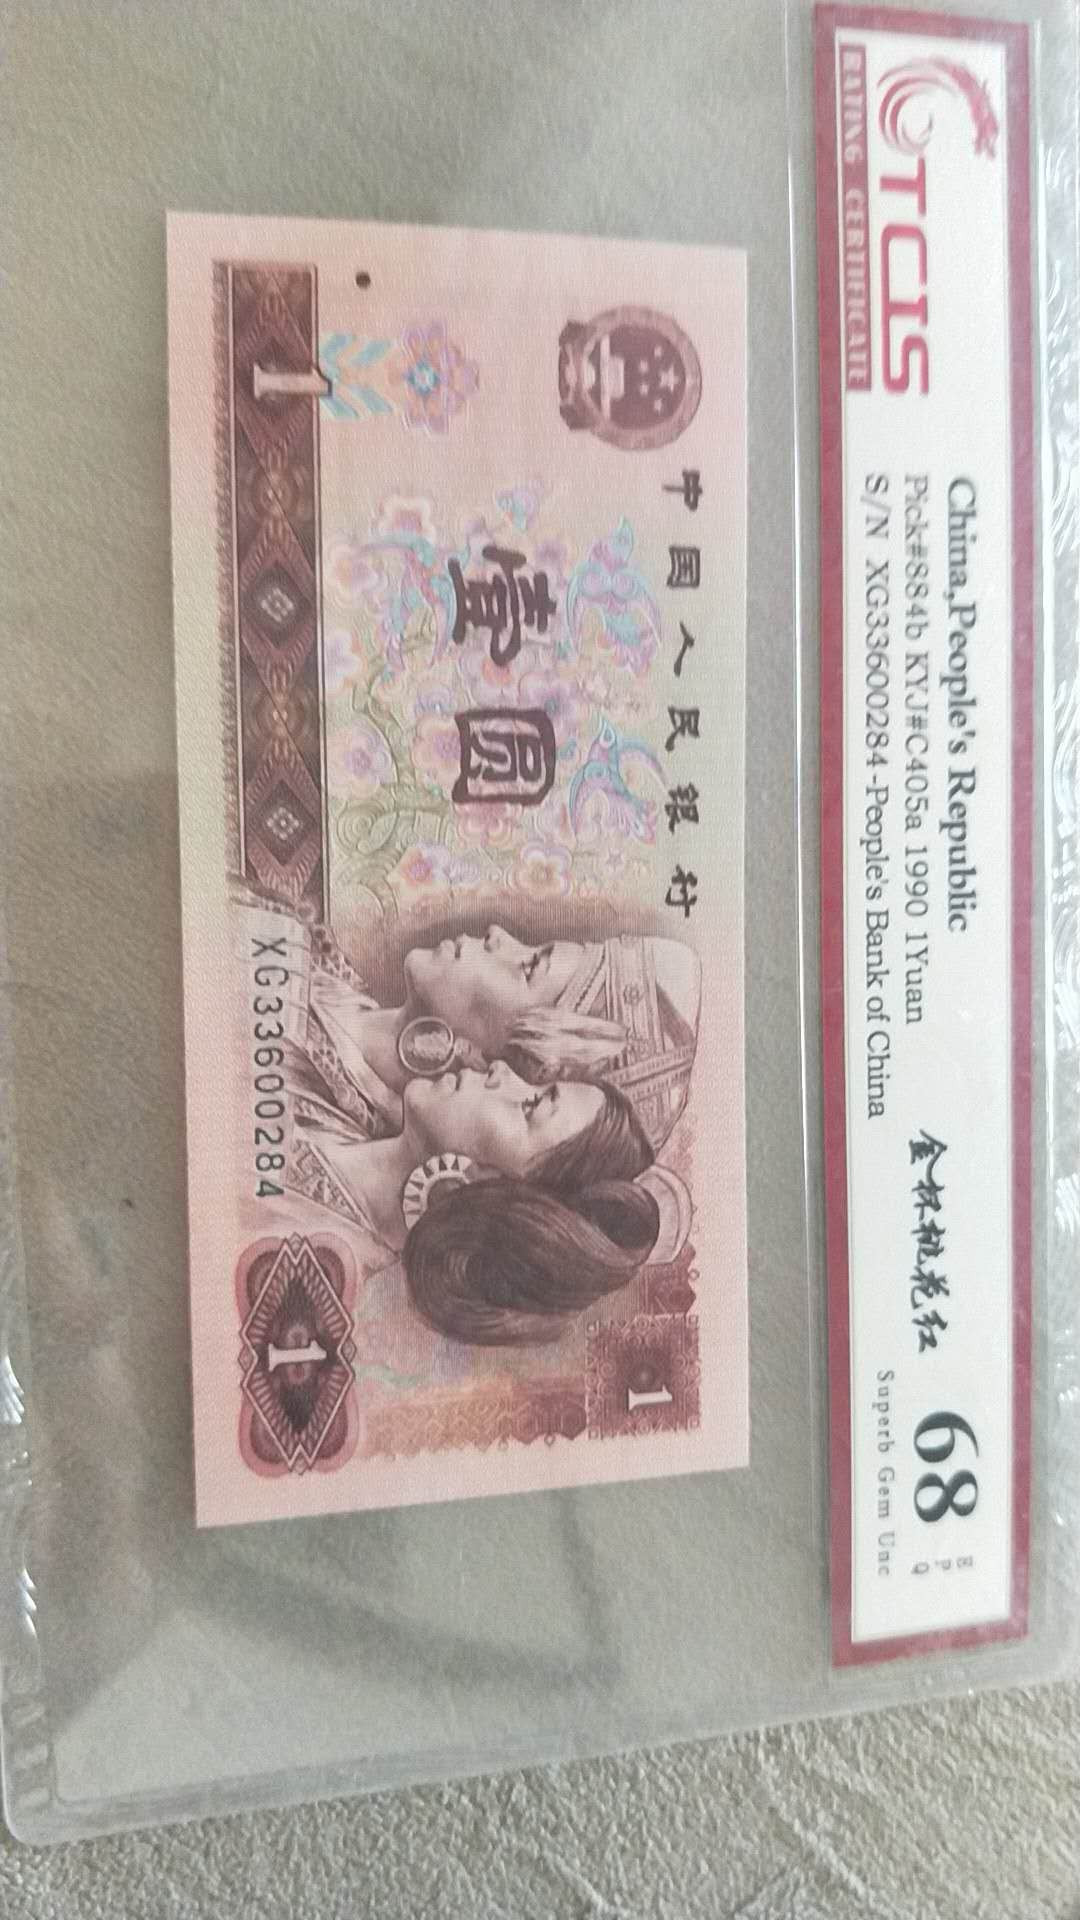 TCIS
RATING CERTIFICATE
China,People's Republic
Pick#884b KYJ#C405a 1990 1Yuan
S/N XG33600284-People's Bank of China
金杯桃花红
68
EPQ
Superb Gem Unc
中国人民银行
壹圆
1
XG33600284
1
1